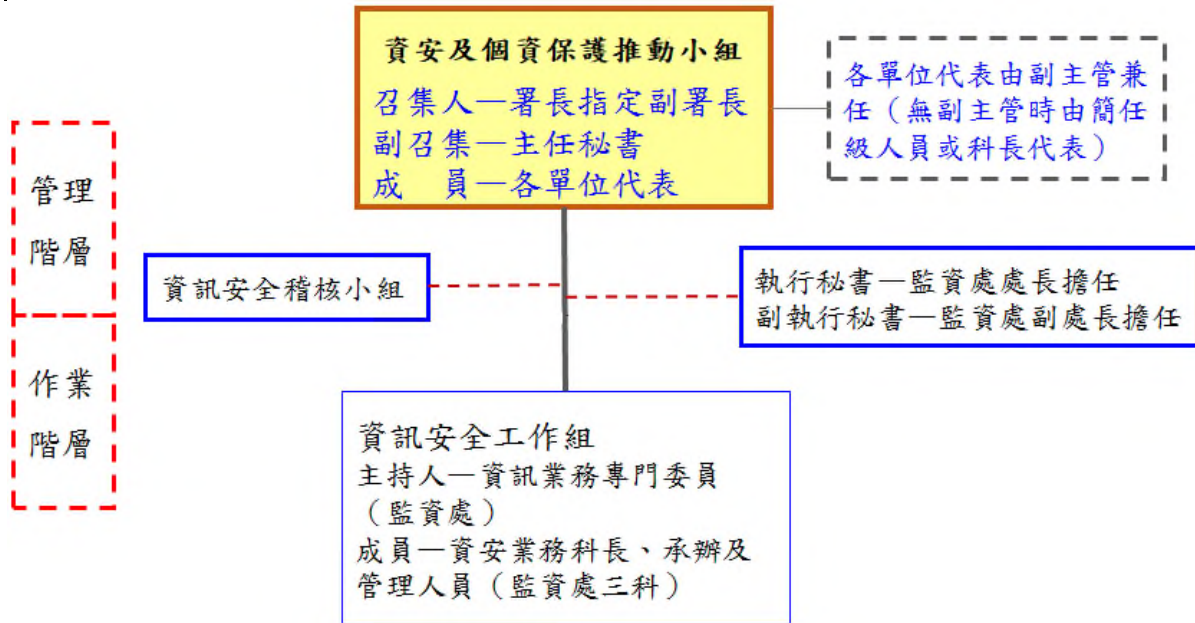 資安及個資保護推動小組
召集人—署長指定副署長
副召集—主任秘書
成　員—各單位代表
各單位代表由副主管兼
任（無副主管時由簡任
級人員或科長代表）
管理
階層
資訊安全稽核小組
執行秘書—監資處處長擔任
副執行秘書—監資處副處長擔任
作業
階層
資訊安全工作組
主持人—資訊業務專門委員
（監資處）
成員—資安業務科長、承辦及
管理人員（監資處三科）